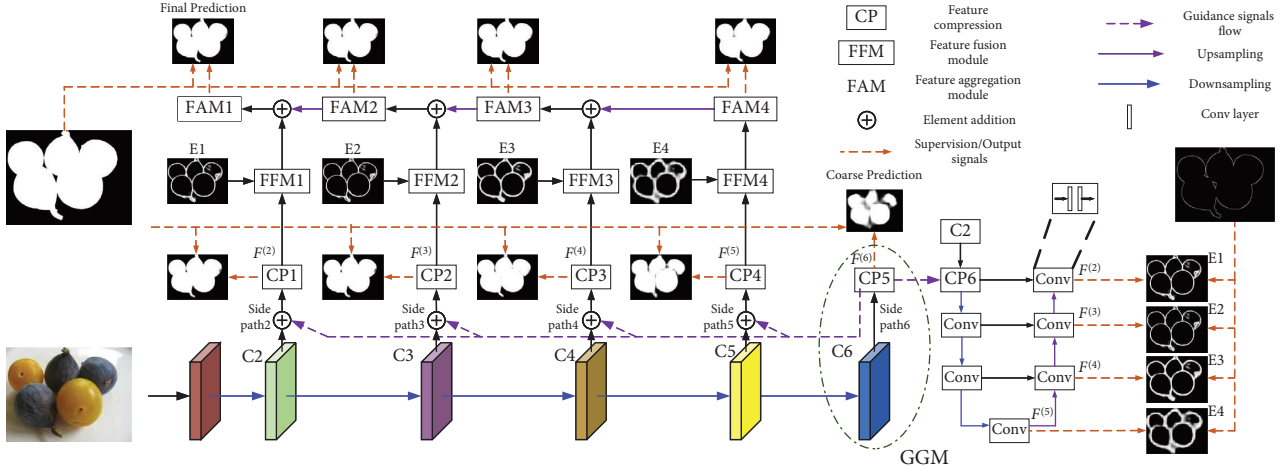 Final Prediction
CP
Feature
compression
FFM
Feature fusion
module
FAM
Feature aggregation
module
Element addition
Supervision/Output
signals
Guidance signals
flow
Upsampling
Downsampling
Conv layer
FAM1
FAM2
FAM3
FAM4
E1
E2
E3
E4
FFM1
FFM2
FFM3
FFM4
Coarse Prediction
F(2)
F(3)
F(4)
F(5)
F(6)
CP1
CP2
CP3
CP4
CP5
Side
path2
Side
path3
Side
path4
Side
path5
Side
path6
C2
C3
C4
C5
C6
GGM
C2
CP6
Conv
F(2)
E1
Conv
Conv
F(3)
E2
Conv
Conv
F(4)
E3
Conv
F(5)
E4